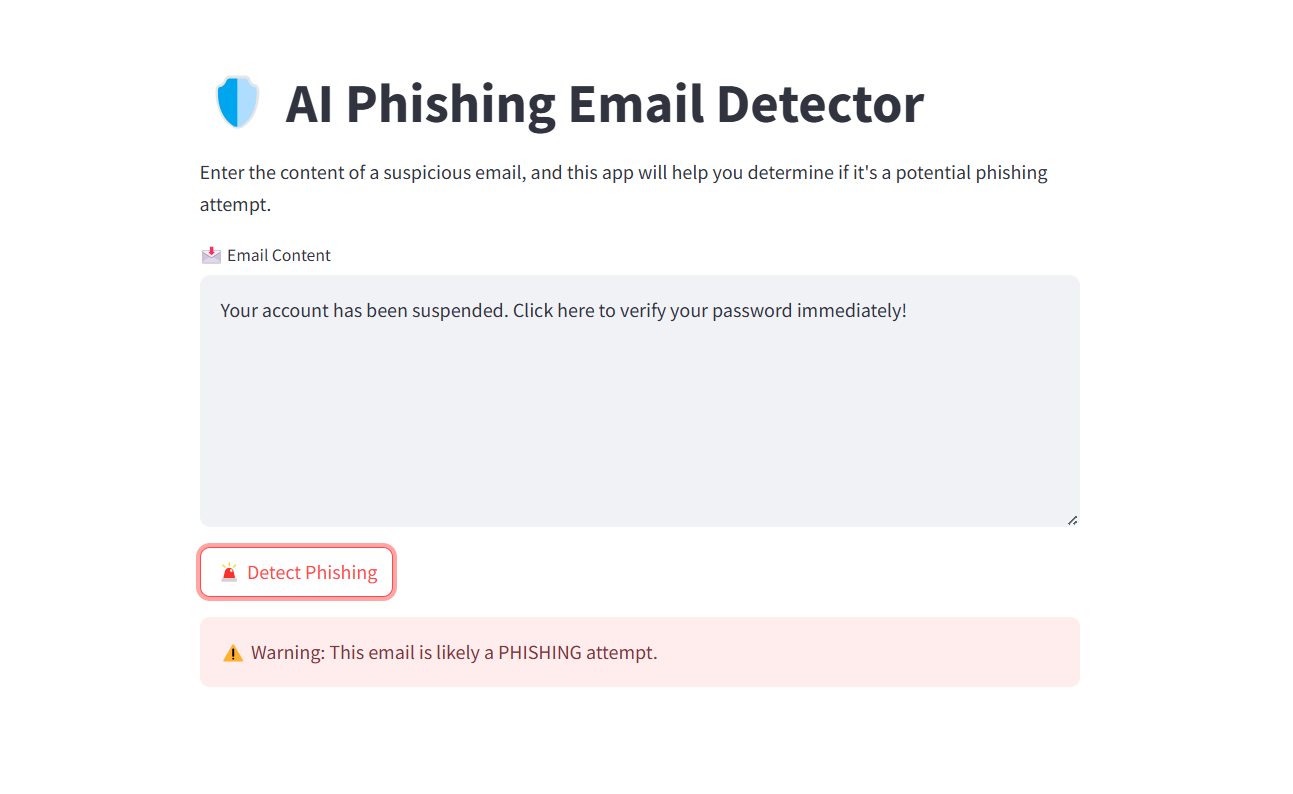 AI Phishing Email Detector
Enter the content of a suspicious email, and this app will help you determine if it's a potential phishing
attempt.
Email Content
Your account has been suspended. Click here to verify your password immediately!
Detect Phishing
Warning: This email is likely a PHISHING attempt.